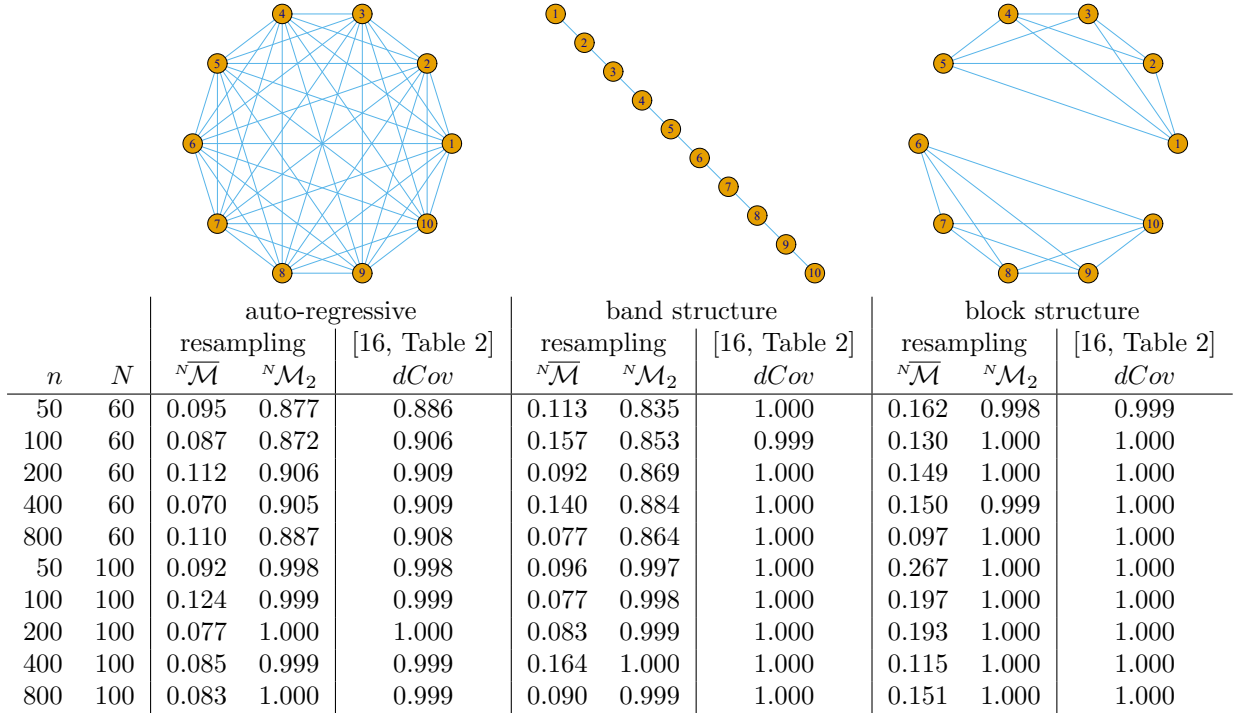 4 3 1 4 3
2
5 2 3 5 2
4
6 1 5 6 1
6
7 10 7 7 10
8
9
8 9 10 8 9
auto-regressive band structure block structure
resampling [16, Table 2] resampling [16, Table 2] resampling [16, Table 2]
n N ᴺM̅ ᴺM₂ dCov ᴺM̅ ᴺM₂ dCov ᴺM̅ ᴺM₂ dCov
50 60 0.095 0.877 0.886 0.113 0.835 1.000 0.162 0.998 0.999
100 60 0.087 0.872 0.906 0.157 0.853 0.999 0.130 1.000 1.000
200 60 0.112 0.906 0.909 0.092 0.869 1.000 0.149 1.000 1.000
400 60 0.070 0.905 0.909 0.140 0.884 1.000 0.150 0.999 1.000
800 60 0.110 0.887 0.908 0.077 0.864 1.000 0.097 1.000 1.000
50 100 0.092 0.998 0.998 0.096 0.997 1.000 0.267 1.000 1.000
100 100 0.124 0.999 0.999 0.077 0.998 1.000 0.197 1.000 1.000
200 100 0.077 1.000 1.000 0.083 0.999 1.000 0.193 1.000 1.000
400 100 0.085 0.999 0.999 0.164 1.000 1.000 0.115 1.000 1.000
800 100 0.083 1.000 0.999 0.090 0.999 1.000 0.151 1.000 1.000